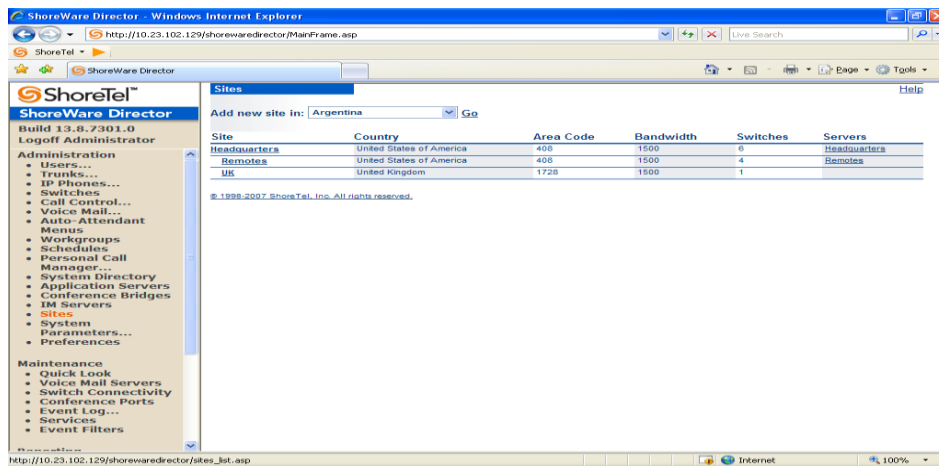 ShoreWare Director - Windows Internet Explorer
http://10.23.102.129/shorewaredirector/MainFrame.asp
Live Search
ShoreTel
ShoreWare Director
Page
Tools
ShoreTel™
ShoreWare Director
Build 13.8.7301.0
Logoff Administrator
Administration
Users...
Trunks...
IP Phones...
Switches
Call Control...
Voice Mail...
Auto-Attendant
Menus
Workgroups
Schedules
Personal Call
Manager...
System Directory
Application Servers
Conference Bridges
IM Servers
Sites
System
Parameters...
Preferences
Maintenance
Quick Look
Voice Mail Servers
Switch Connectivity
Conference Ports
Event Log...
Services
Event Filters
Sites
Help
Add new site in: Argentina Go
Site Country Area Code Bandwidth Switches Servers
Headquarters United States of America 408 1500 6 Headquarters
Remotes United States of America 408 1500 4 Remotes
UK United Kingdom 1728 1500 1
© 1998-2007 ShoreTel, Inc. All rights reserved.
http://10.23.102.129/shorewaredirector/sites_list.asp
Internet
100%